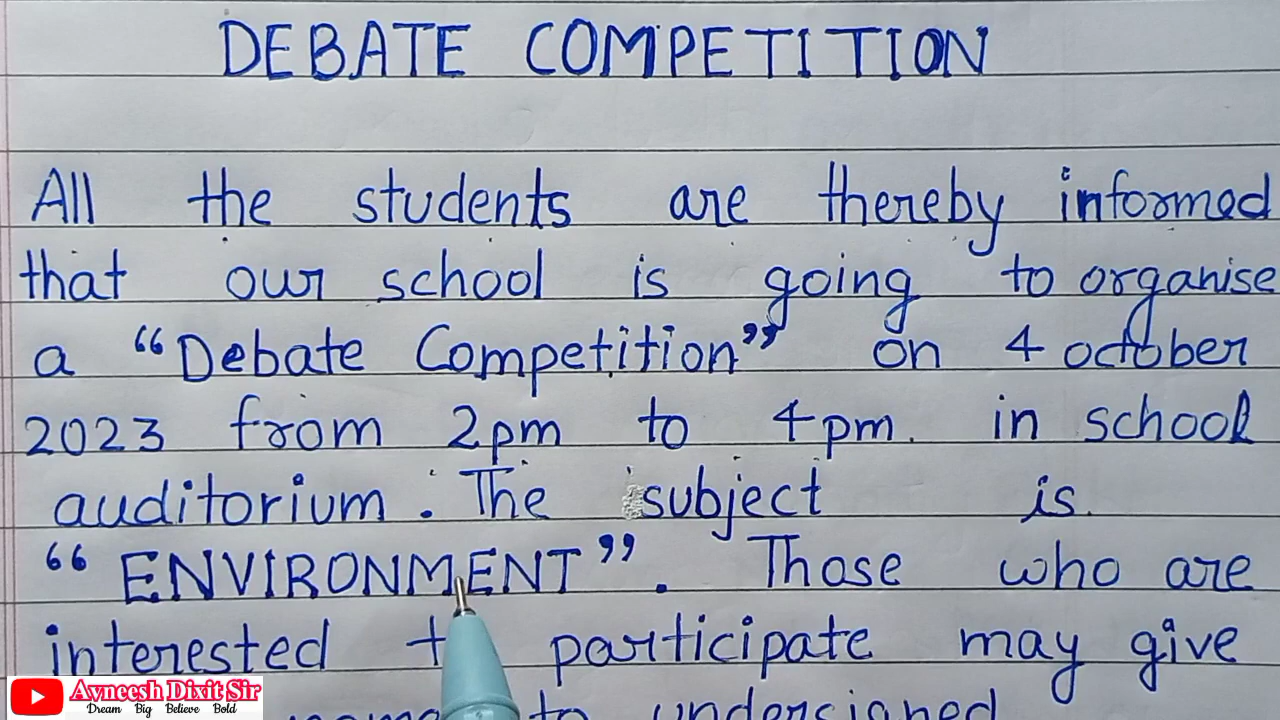 DEBATE COMPETITION
All the students are thereby informed
that our school is going to organise
a “Debate Competition” on 4 october
2023 from 2pm to 4pm. in school
auditorium. The subject is.
“ENVIRONMENT”. Those who are
interested participate may give
to undersigned
Avneesh Dixit Sir
Dream Big Believe Bold